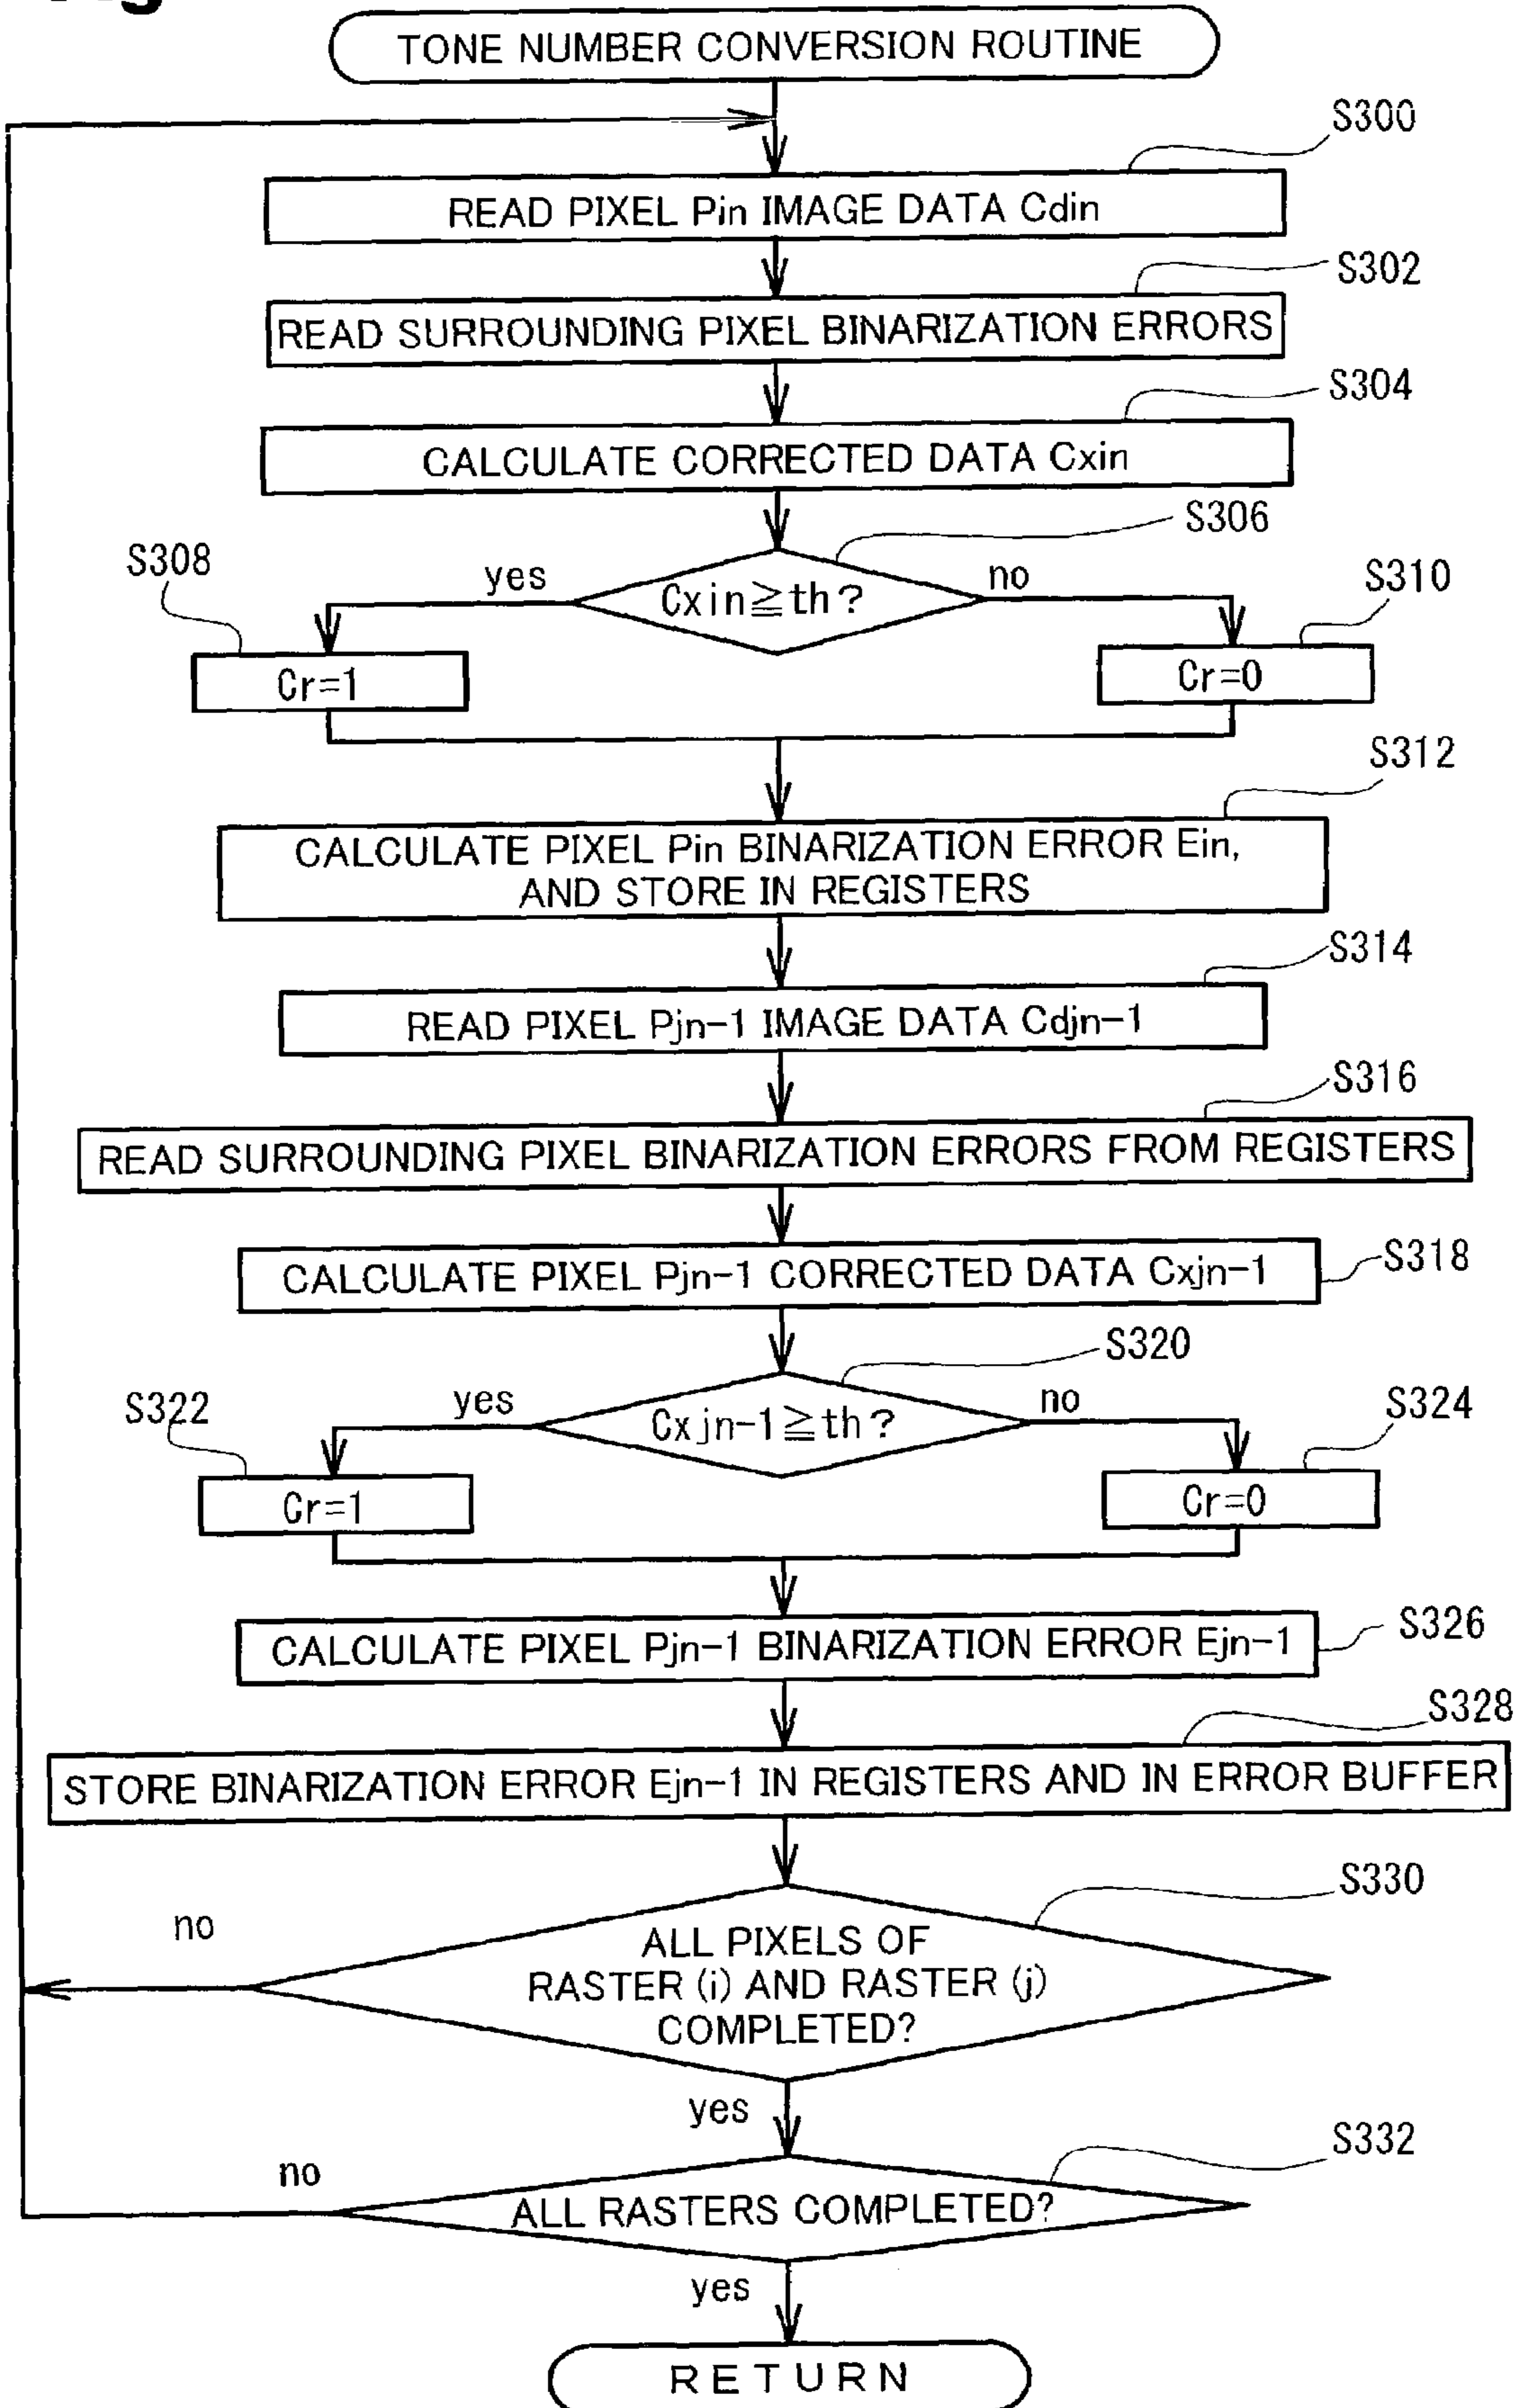 TONE NUMBER CONVERSION ROUTINE
S300
READ PIXEL Pin IMAGE DATA Cdin
S302
READ SURROUNDING PIXEL BINARIZATION ERRORS
S304
CALCULATE CORRECTED DATA Cxin
S306
S308
yes
Cxin≧th?
no
S310
Cr=1
Cr=0
S312
CALCULATE PIXEL Pin BINARIZATION ERROR Ein,
AND STORE IN REGISTERS
S314
READ PIXEL Pjn-1 IMAGE DATA Cdjn-1
S316
READ SURROUNDING PIXEL BINARIZATION ERRORS FROM REGISTERS
S318
CALCULATE PIXEL Pjn-1 CORRECTED DATA Cxjn-1
S320
S322
yes
Cxjn-1≧th?
no
S324
Cr=1
Cr=0
S326
CALCULATE PIXEL Pjn-1 BINARIZATION ERROR Ejn-1
S328
STORE BINARIZATION ERROR Ejn-1 IN REGISTERS AND IN ERROR BUFFER
S330
no
ALL PIXELS OF
RASTER (i) AND RASTER (j)
COMPLETED?
yes
S332
no
ALL RASTERS COMPLETED?
yes
RETURN